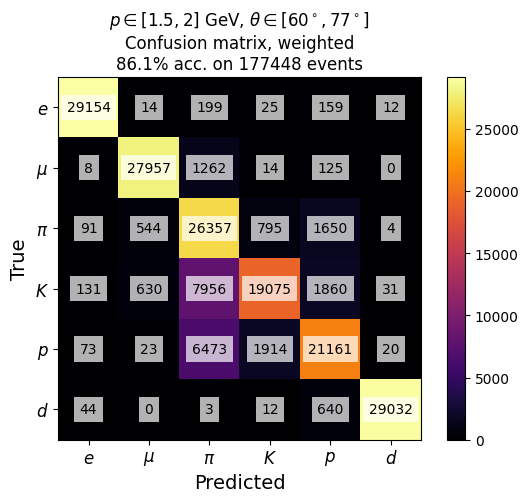 p ∈ [1.5, 2] GeV, θ ∈ [60°, 77°]
Confusion matrix, weighted
86.1% acc. on 177448 events
True
e 29154 14 199 25 159 12
μ 8 27957 1262 14 125 0
π 91 544 26357 795 1650 4
K 131 630 7956 19075 1860 31
p 73 23 6473 1914 21161 20
d 44 0 3 12 640 29032
e μ π K p d
Predicted
25000
20000
15000
10000
5000
0